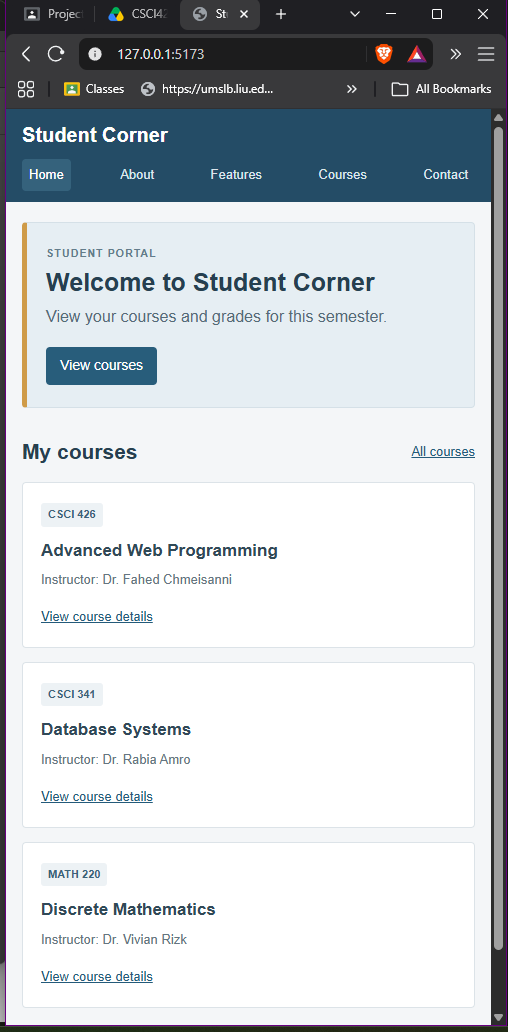 Project
CSCI42
St
127.0.0.1:5173
Classes
https://umslb.liu.ed...
All Bookmarks
Student Corner
Home
About
Features
Courses
Contact
STUDENT PORTAL
Welcome to Student Corner
View your courses and grades for this semester.
View courses
My courses
All courses
CSCI 426
Advanced Web Programming
Instructor: Dr. Fahed Chmeisanni
View course details
CSCI 341
Database Systems
Instructor: Dr. Rabia Amro
View course details
MATH 220
Discrete Mathematics
Instructor: Dr. Vivian Rizk
View course details